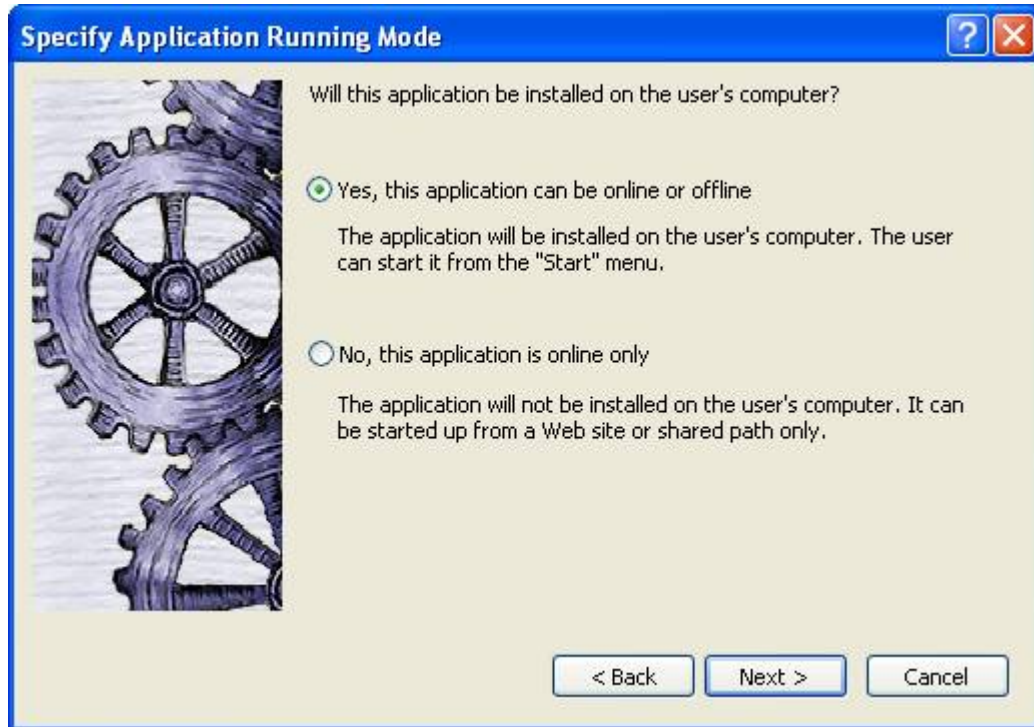 Specify Application Running Mode
Will this application be installed on the user's computer?
Yes, this application can be online or offline
The application will be installed on the user's computer. The user
can start it from the "Start" menu.
No, this application is online only
The application will not be installed on the user's computer. It can
be started up from a Web site or shared path only.
< Back Next > Cancel